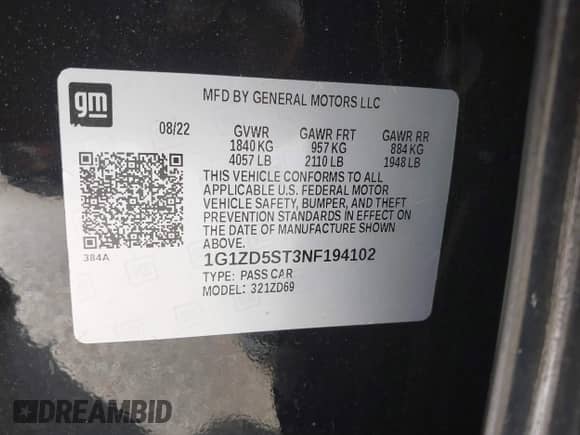 gm
MFD BY GENERAL MOTORS LLC
08/22 GVWR GAWR FRT GAWR RR
1840 KG 957 KG 884 KG
4057 LB 2110 LB 1948 LB
THIS VEHICLE CONFORMS TO ALL
APPLICABLE U.S. FEDERAL MOTOR
VEHICLE SAFETY, BUMPER, AND THEFT
PREVENTION STANDARDS IN EFFECT ON
THE DATE OF MANUFACTURE SHOWN
ABOVE.
384A
1G1ZD5ST3NF194102
TYPE: PASS CAR
MODEL: 321ZD69
DREAMBID